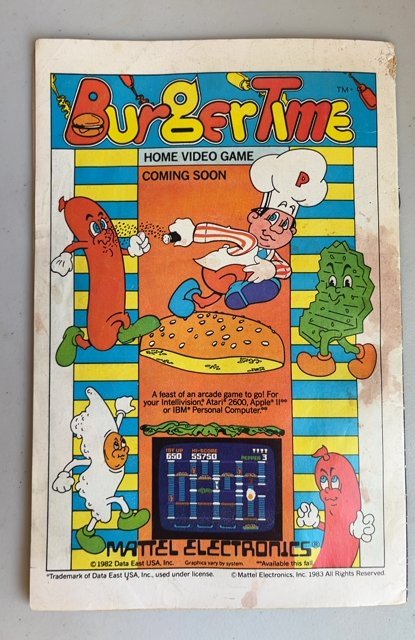 BurgerTime TM
HOME VIDEO GAME
COMING SOON
P
A feast of an arcade game to go! For
your Intellivision,® Atari® 2600, Apple® II**
or IBM® Personal Computer.**
1ST UP HI-SCORE
650 55750 PEPPER 3
MATTEL ELECTRONICS®
©1982 Data East USA, Inc. Graphics vary by system. **Available this fall.
*Trademark of Data East USA, Inc., used under license. ©Mattel Electronics, Inc. 1983 All Rights Reserved.